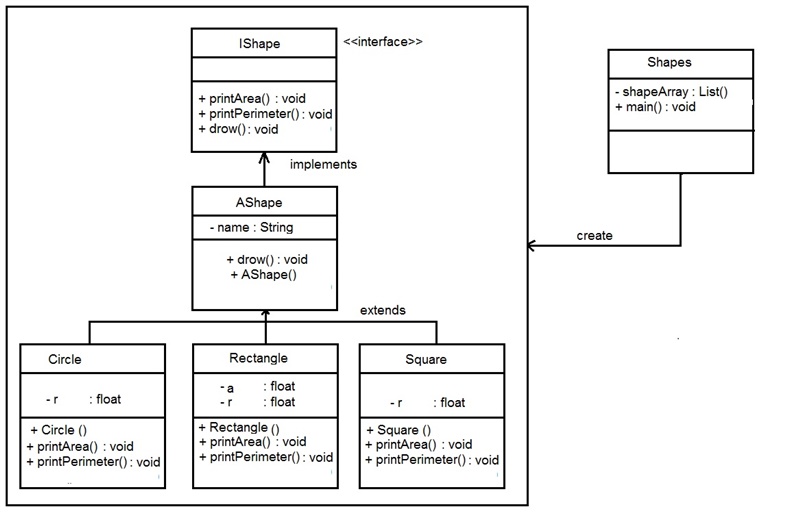 IShape
<<interface>>
+ printArea() : void
+ printPerimeter() : void
+ drow() : void
implements
AShape
- name : String
+ drow() : void
+ AShape()
extends
Circle
- r : float
+ Circle ()
+ printArea() : void
+ printPerimeter() : void
Rectangle
- a : float
- r : float
+ Rectangle ()
+ printArea() : void
+ printPerimeter() : void
Square
- r : float
+ Square ()
+ printArea() : void
+ printPerimeter() : void
Shapes
- shapeArray : List()
+ main() : void
create